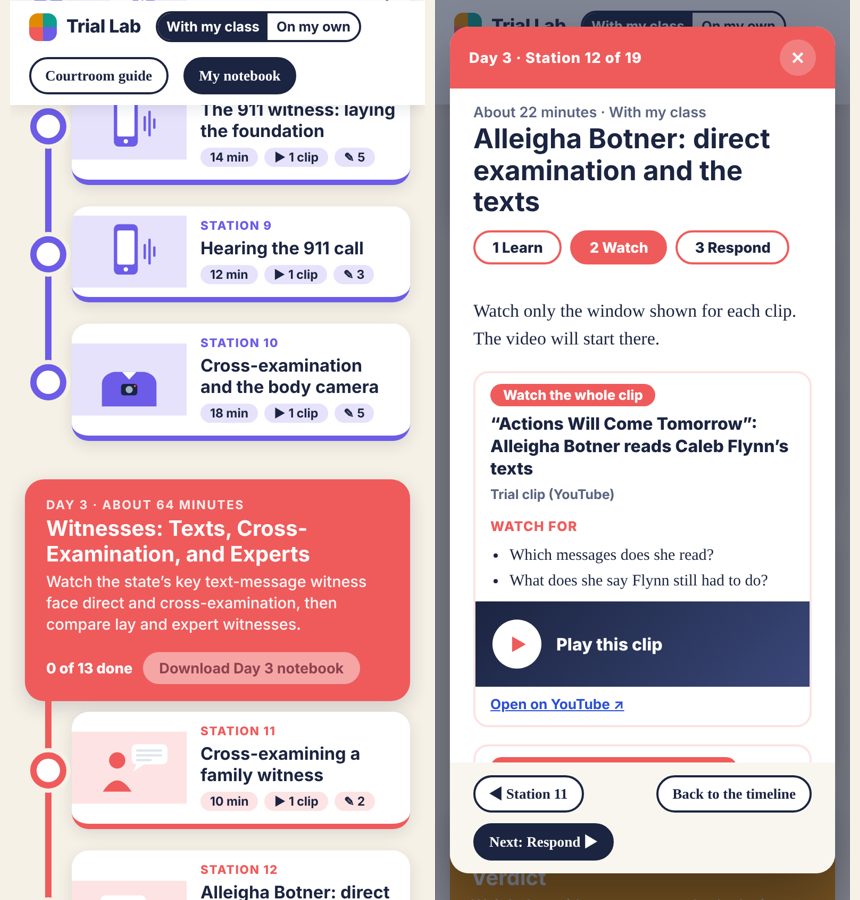 Trial Lab
With my class
On my own
Courtroom guide
My notebook
The 911 witness: laying
the foundation
14 min
▶ 1 clip
✎ 5
STATION 9
Hearing the 911 call
12 min
▶ 1 clip
✎ 3
STATION 10
Cross-examination
and the body camera
18 min
▶ 1 clip
✎ 5
DAY 3 · ABOUT 64 MINUTES
Witnesses: Texts, Cross-
Examination, and Experts
Watch the state’s key text-message witness
face direct and cross-examination, then
compare lay and expert witnesses.
0 of 13 done
Download Day 3 notebook
STATION 11
Cross-examining a
family witness
10 min
▶ 1 clip
✎ 2
STATION 12
Alleigha Botner: direct
Trial Lab
With my class
On my own
Day 3 · Station 12 of 19
✕
About 22 minutes · With my class
Alleigha Botner: direct
examination and the
texts
1 Learn
2 Watch
3 Respond
Watch only the window shown for each clip.
The video will start there.
Watch the whole clip
“Actions Will Come Tomorrow”:
Alleigha Botner reads Caleb Flynn’s
texts
Trial clip (YouTube)
WATCH FOR
• Which messages does she read?
• What does she say Flynn still had to do?
Play this clip
Open on YouTube ↗
◀ Station 11
Back to the timeline
Next: Respond ▶
Verdict